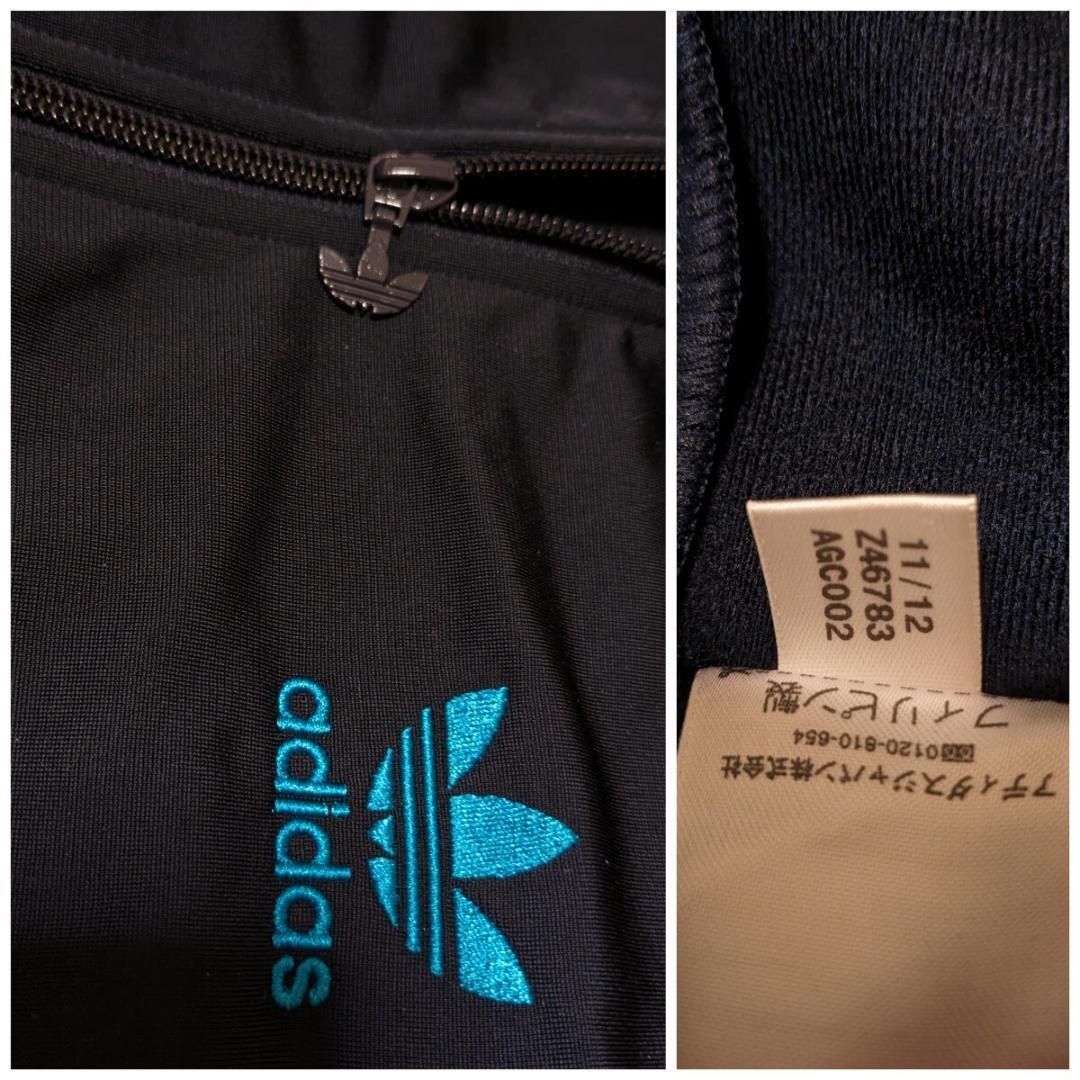 adidas
11/12
Z46783
AGC002
アディダスジャパン株式会社
0120-810-654
フィリピン製